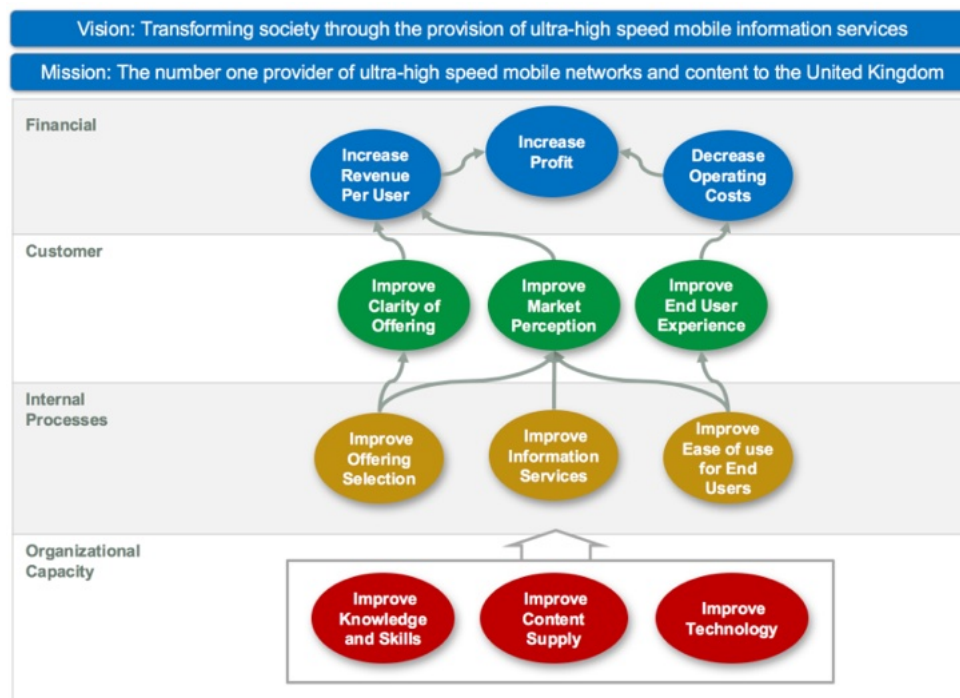 Vision: Transforming society through the provision of ultra-high speed mobile information services
Mission: The number one provider of ultra-high speed mobile networks and content to the United Kingdom
Financial
Increase
Revenue
Per User
Increase
Profit
Decrease
Operating
Costs
Customer
Improve
Clarity of
Offering
Improve
Market
Perception
Improve
End User
Experience
Internal
Processes
Improve
Offering
Selection
Improve
Information
Services
Improve
Ease of use
for End
Users
Organizational
Capacity
Improve
Knowledge
and Skills
Improve
Content
Supply
Improve
Technology